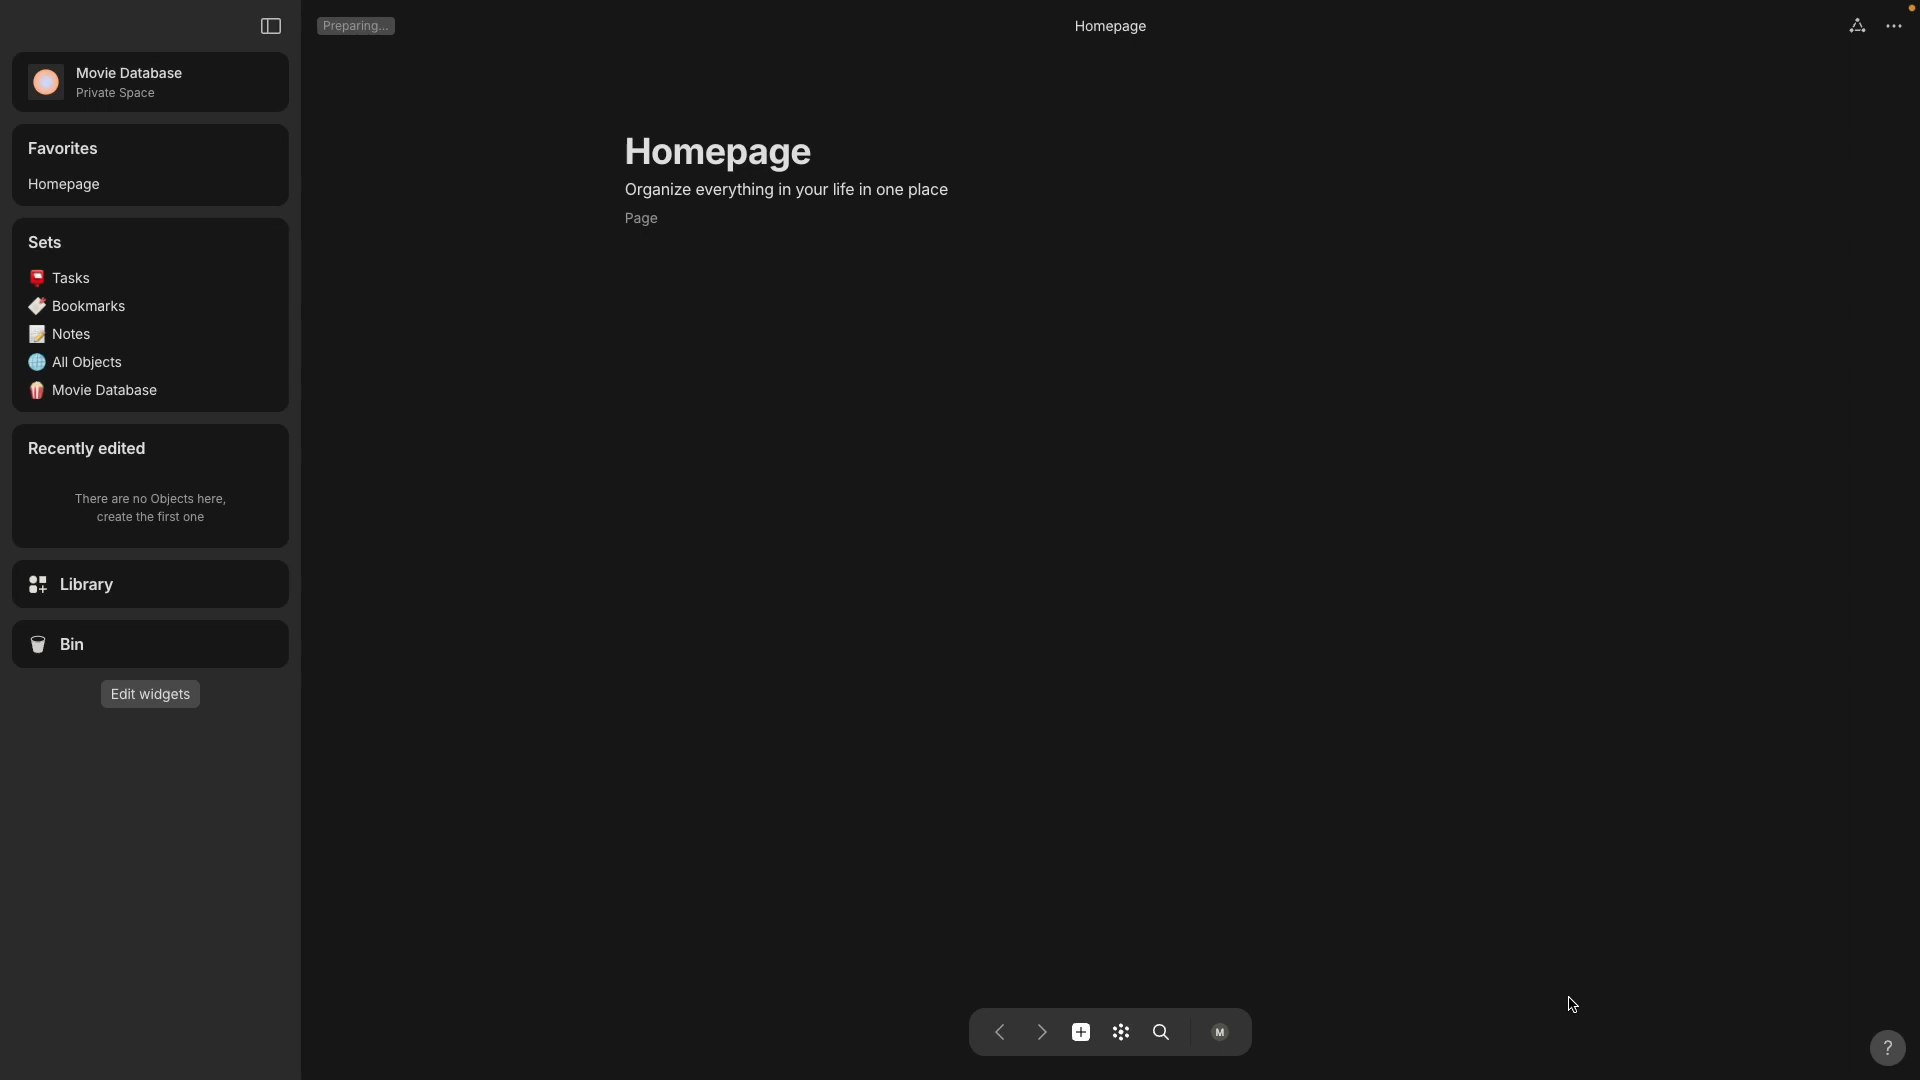 Preparing...
Homepage
Movie Database
Private Space
Favorites
Homepage
Sets
Tasks
Bookmarks
Notes
All Objects
Movie Database
Recently edited
There are no Objects here,
create the first one
Library
Bin
Edit widgets
Homepage
Organize everything in your life in one place
Page
M
?